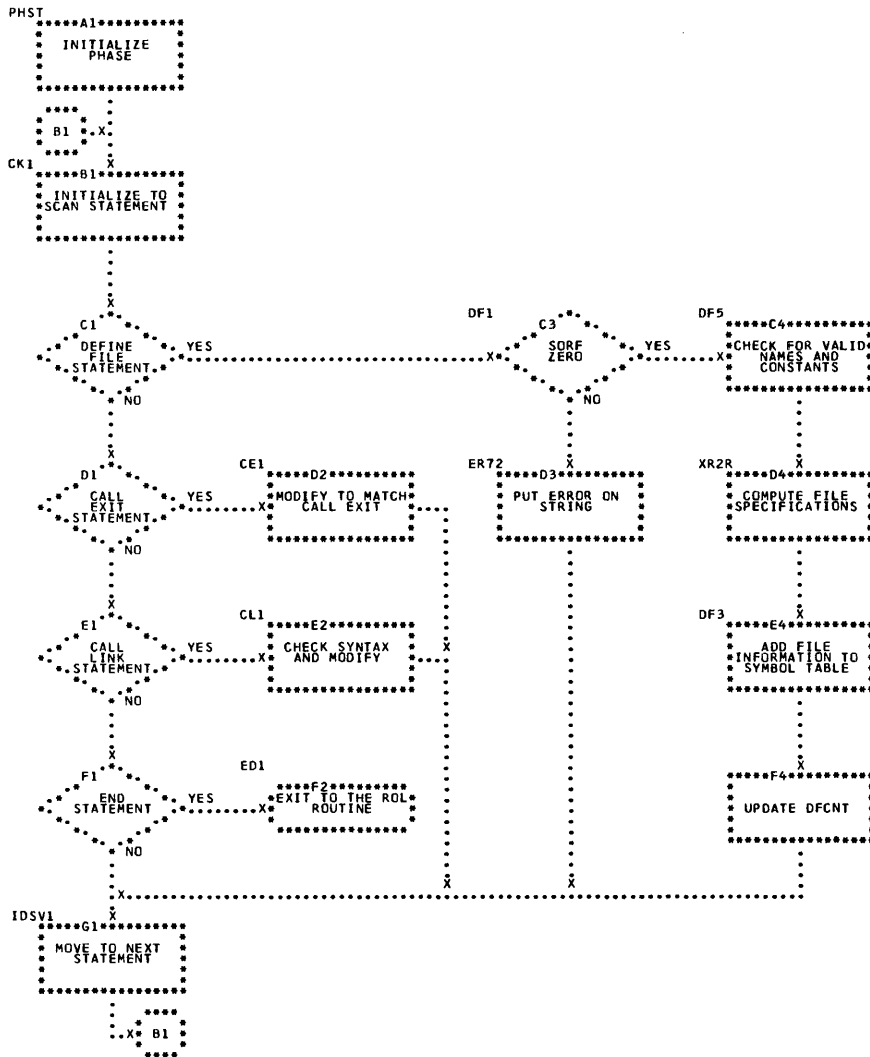 PHST
A1
INITIALIZE
PHASE
B1
CK1
B1
INITIALIZE TO
SCAN STATEMENT
C1
DEFINE
FILE
STATEMENT
YES
NO
DF1
C3
SORF
ZERO
YES
NO
DF5
C4
CHECK FOR VALID
NAMES AND
CONSTANTS
D1
CALL
EXIT
STATEMENT
YES
NO
CE1
D2
MODIFY TO MATCH
CALL EXIT
ER72
D3
PUT ERROR ON
STRING
XR2R
D4
COMPUTE FILE
SPECIFICATIONS
E1
CALL
LINK
STATEMENT
YES
NO
CL1
E2
CHECK SYNTAX
AND MODIFY
DF3
E4
ADD FILE
INFORMATION TO
SYMBOL TABLE
F1
END
STATEMENT
YES
NO
ED1
F2
EXIT TO THE ROL
ROUTINE
F4
UPDATE DFCNT
IDSV1
G1
MOVE TO NEXT
STATEMENT
B1